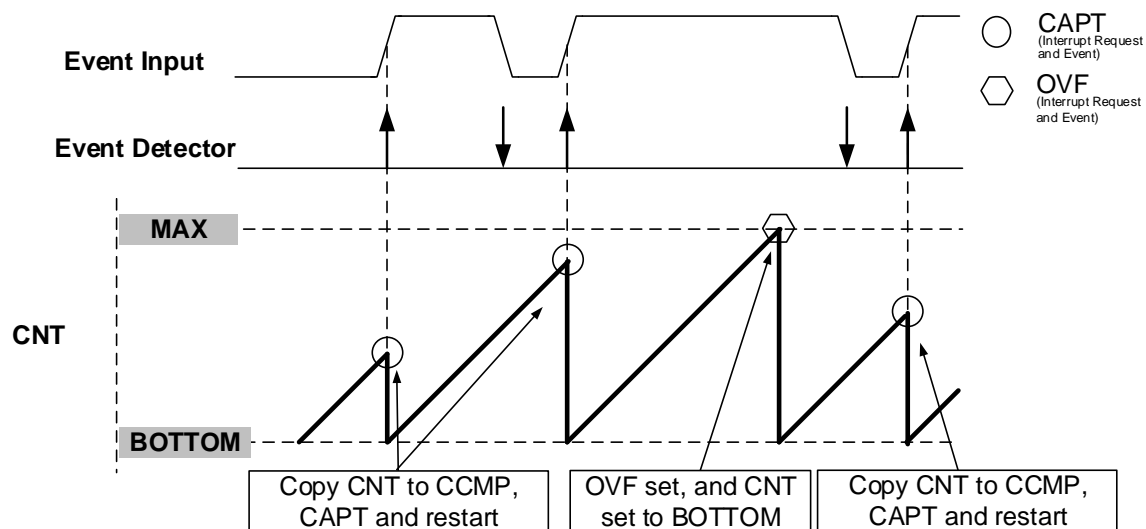 CAPT
(Interrupt Request
and Event)
Event Input
OVF
(Interrupt Request
and Event)
Event Detector
MAX
CNT
BOTTOM
Copy CNT to CCMP,
CAPT and restart
OVF set, and CNT
set to BOTTOM
Copy CNT to CCMP,
CAPT and restart